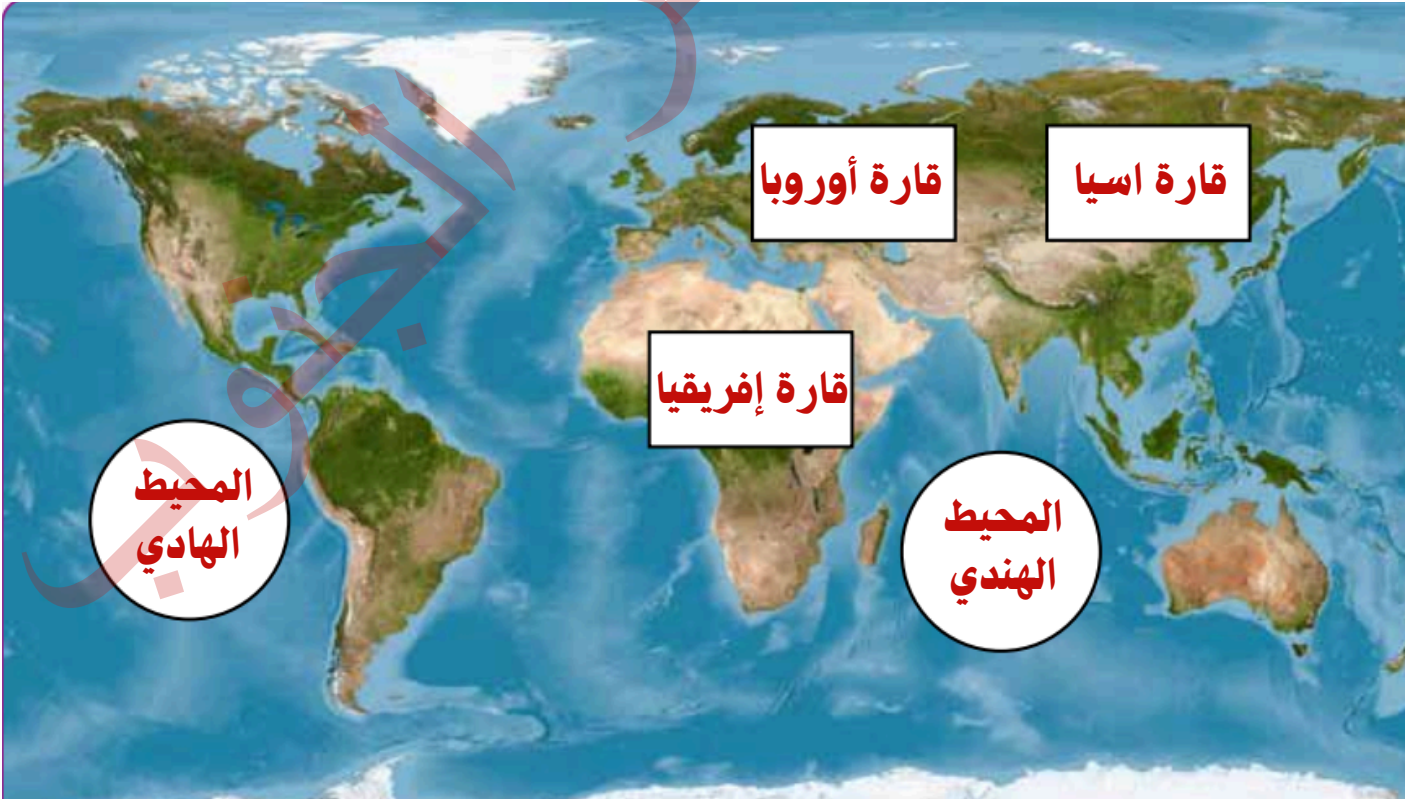 قارة اسيا
قارة أوروبا
قارة إفريقيا
المحيط
الهندي
المحيط
الهادي